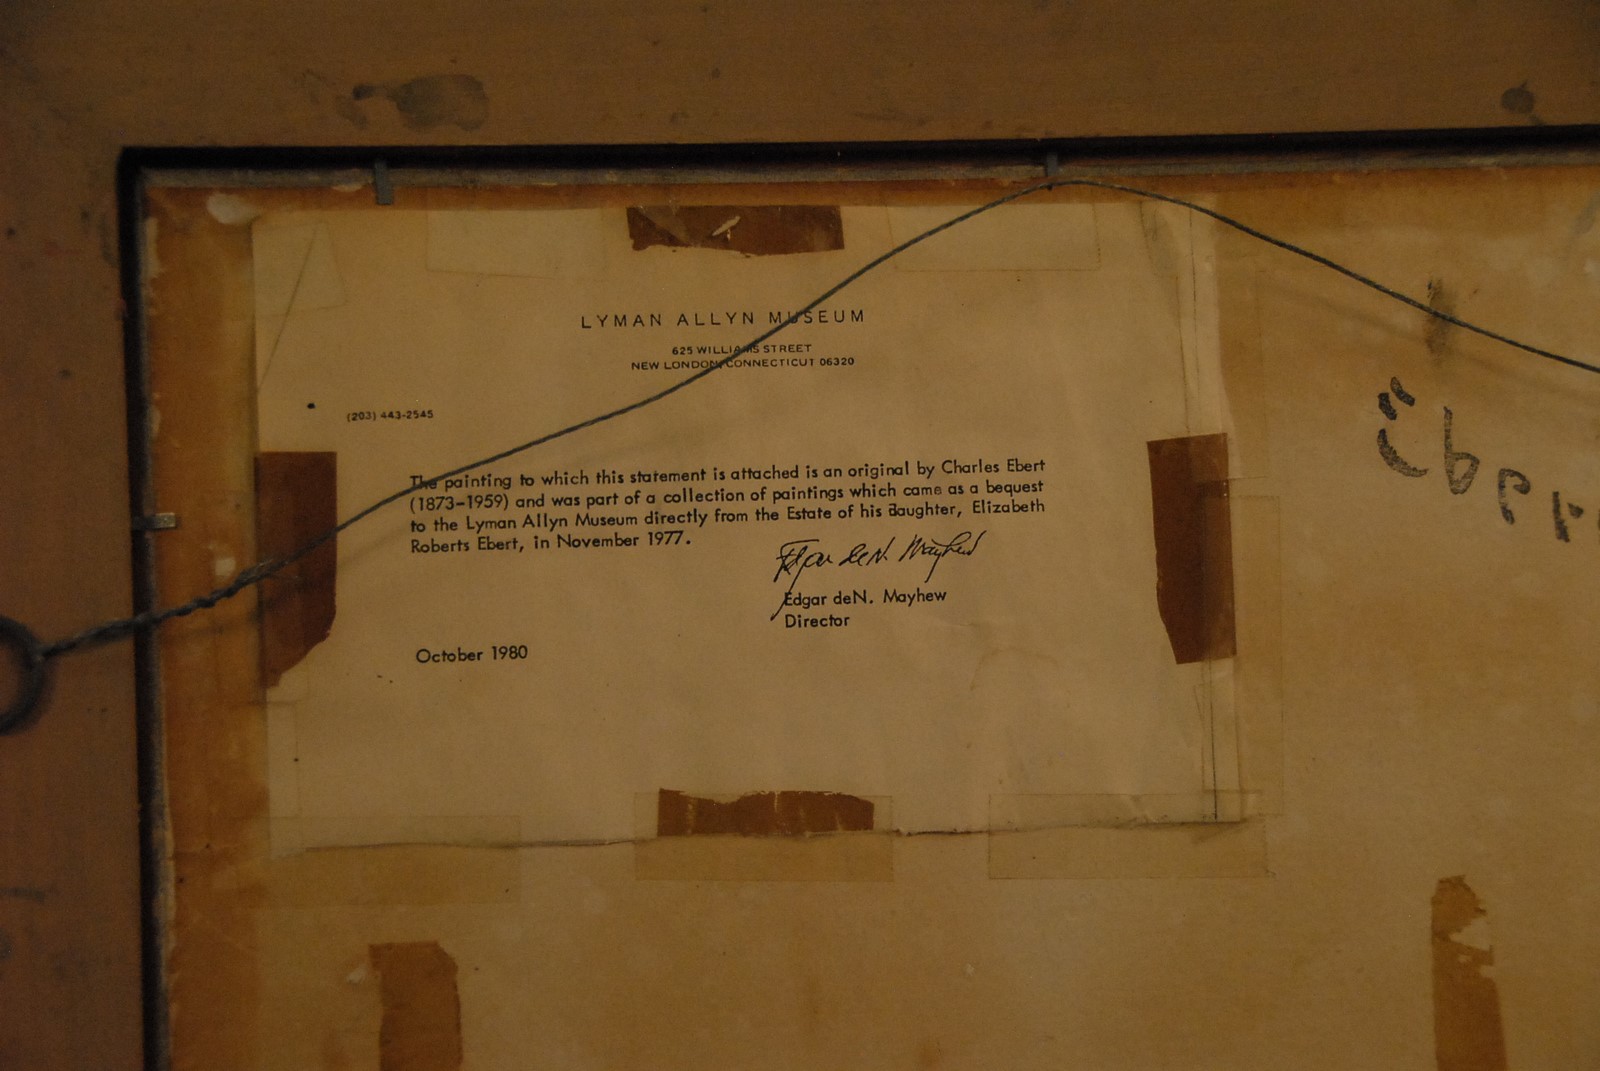 LYMAN ALLYN MUSEUM
625 WILLIAMS STREET
NEW LONDON, CONNECTICUT 06320
(203) 443-2545
The painting to which this statement is attached is an original by Charles Ebert
(1873-1959) and was part of a collection of paintings which came as a bequest
to the Lyman Allyn Museum directly from the Estate of his daughter, Elizabeth
Roberts Ebert, in November 1977.
Edgar deN. Mayhew
Edgar deN. Mayhew
Director
October 1980